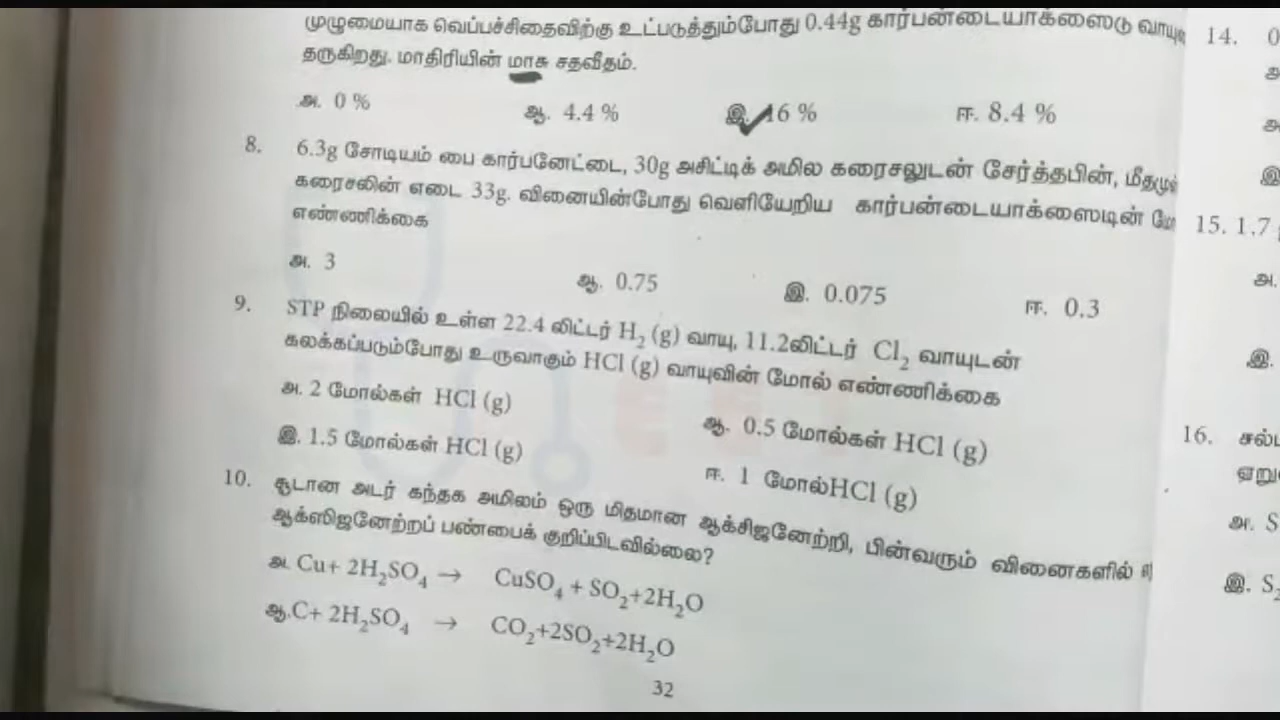 முழுமையாக வெப்பச்சிதைவிற்கு உட்படுத்தும்போது 0.44g கார்பன்டையாக்ஸைடு
தருகிறது. மாதிரியின் மாசு சதவீதம்.
அ. 0 % ஆ. 4.4 % இ. 16 % ஈ. 8.4 %
8. 6.3g சோடியம் பை கார்பனேட்டை, 30g அசிட்டிக் அமில கரைசலுடன் சேர்த்தபின்,
கரைசலின் எடை 33g. வினையின்போது வெளியேறிய கார்பன்டையாக்ஸைடின்
எண்ணிக்கை
அ. 3 ஆ. 0.75 இ. 0.075 ஈ. 0.3
9. STP நிலையில் உள்ள 22.4 லிட்டர் H₂ (g) வாயு, 11.2லிட்டர் Cl₂ வாயுடன்
கலக்கப்படும்போது உருவாகும் HCl (g) வாயுவின் மோல் எண்ணிக்கை
அ. 2 மோல்கள் HCl (g) ஆ. 0.5 மோல்கள் HCl (g)
இ. 1.5 மோல்கள் HCl (g) ஈ. 1 மோல்HCl (g)
10. சூடான அடர் கந்தக அமிலம் ஒரு மிதமான ஆக்சிஜனேற்றி, பின்வரும் வினைகளில்
ஆக்ஸிஜனேற்றப் பண்பைக் குறிப்பிடவில்லை?
அ. Cu+ 2H₂SO₄ → CuSO₄ + SO₂+2H₂O
ஆ.C+ 2H₂SO₄ → CO₂+2SO₂+2H₂O
32
14. 0
அ
இ
15. 1.7
அ.
இ.
16.
அ. S
இ. S₂